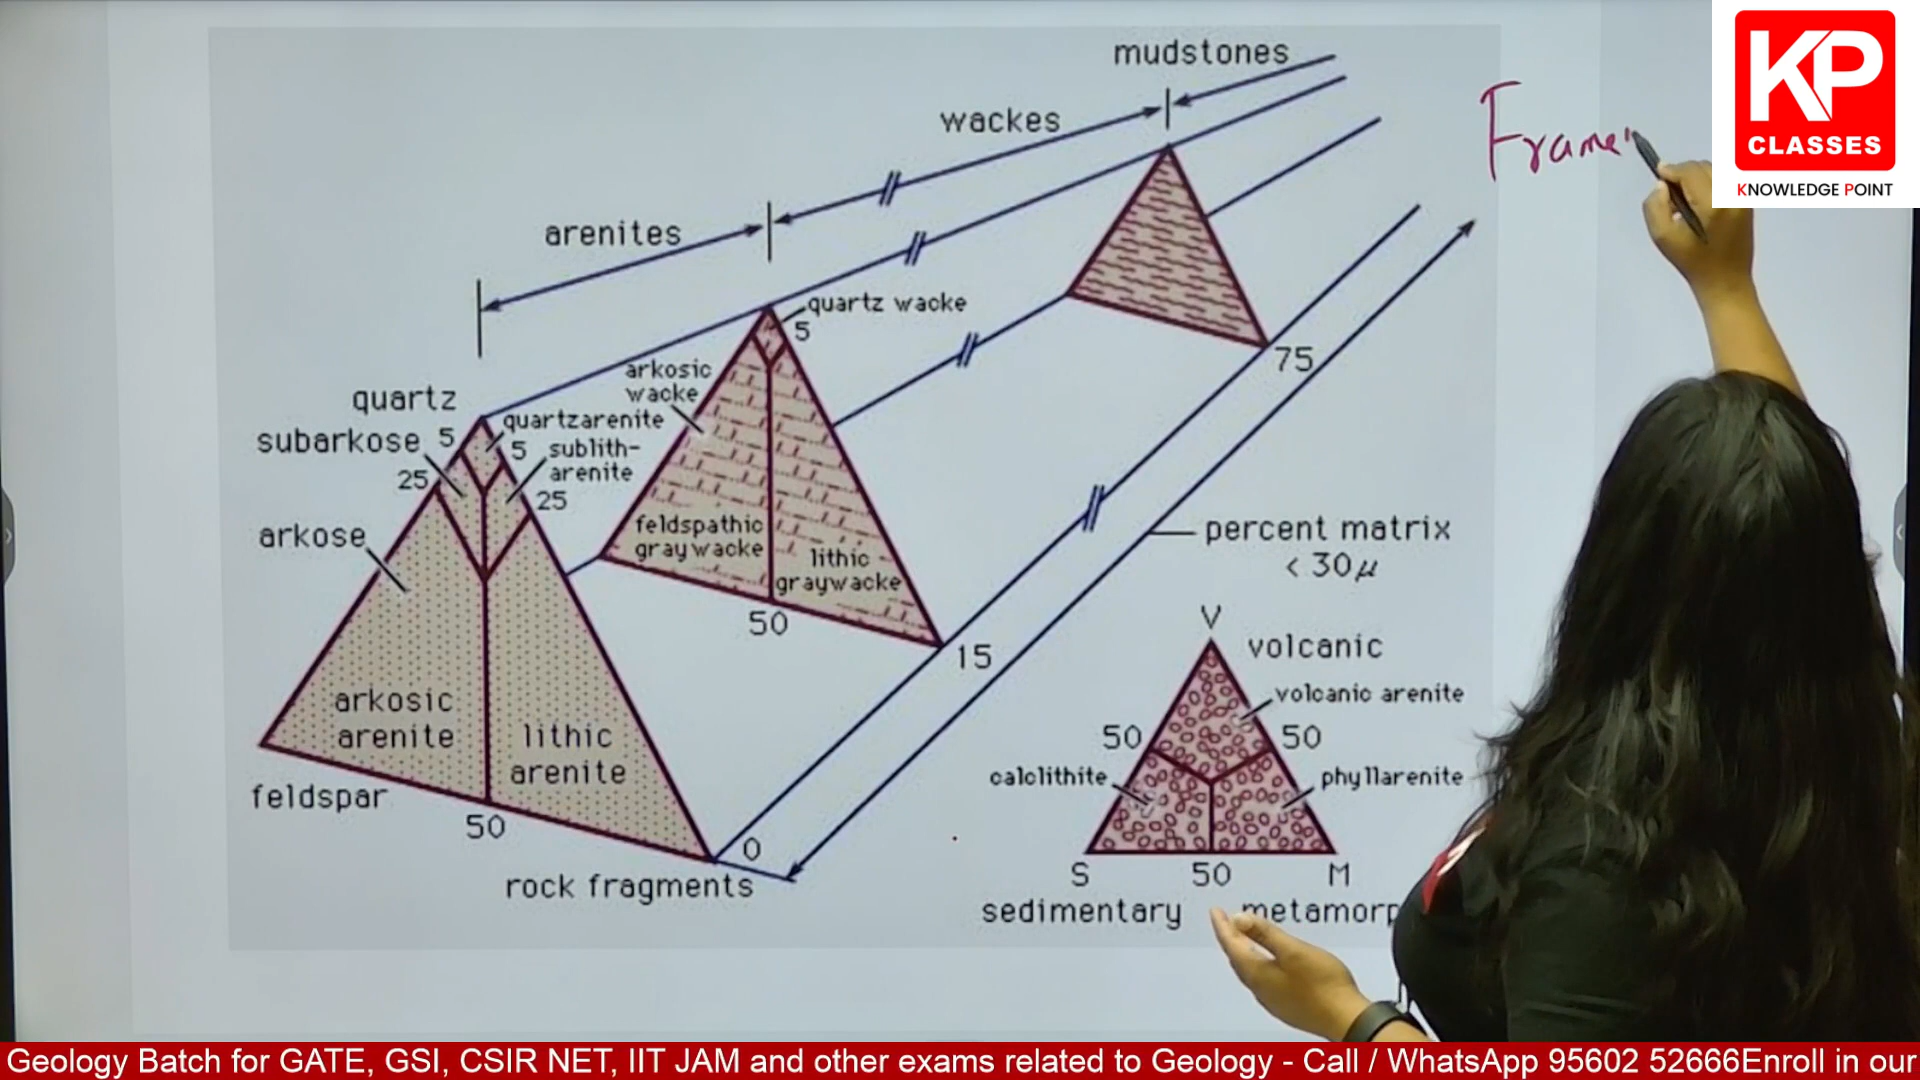 mudstones
wackes
arenites
Frame
KP
CLASSES
KNOWLEDGE POINT
quartz wacke
5
arkosic
wacke
quartz
quartzarenite
subarkose 5
5
sublith-
arenite
25
25
75
arkose
feldspathic
graywacke
lithic
graywacke
percent matrix
< 30µ
50
15
V
volcanic
volcanic arenite
arkosic
arenite
lithic
arenite
50
50
calclithite
phyllarenite
feldspar
50
0
rock fragments
S
50
M
sedimentary
metamorp
Geology Batch for GATE, GSI, CSIR NET, IIT JAM and other exams related to Geology - Call / WhatsApp 95602 52666Enroll in our